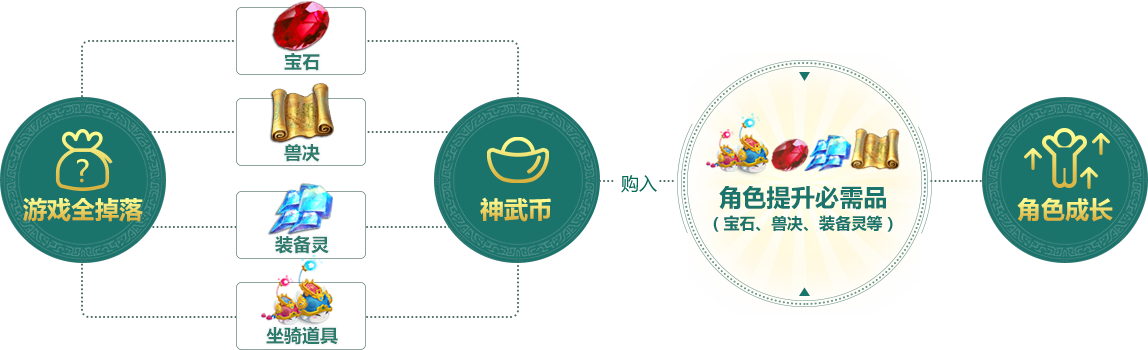 宝石
兽决
?
游戏全掉落
装备灵
坐骑道具
神武币
购入
角色提升必需品
（宝石、兽决、装备灵等）
角色成长